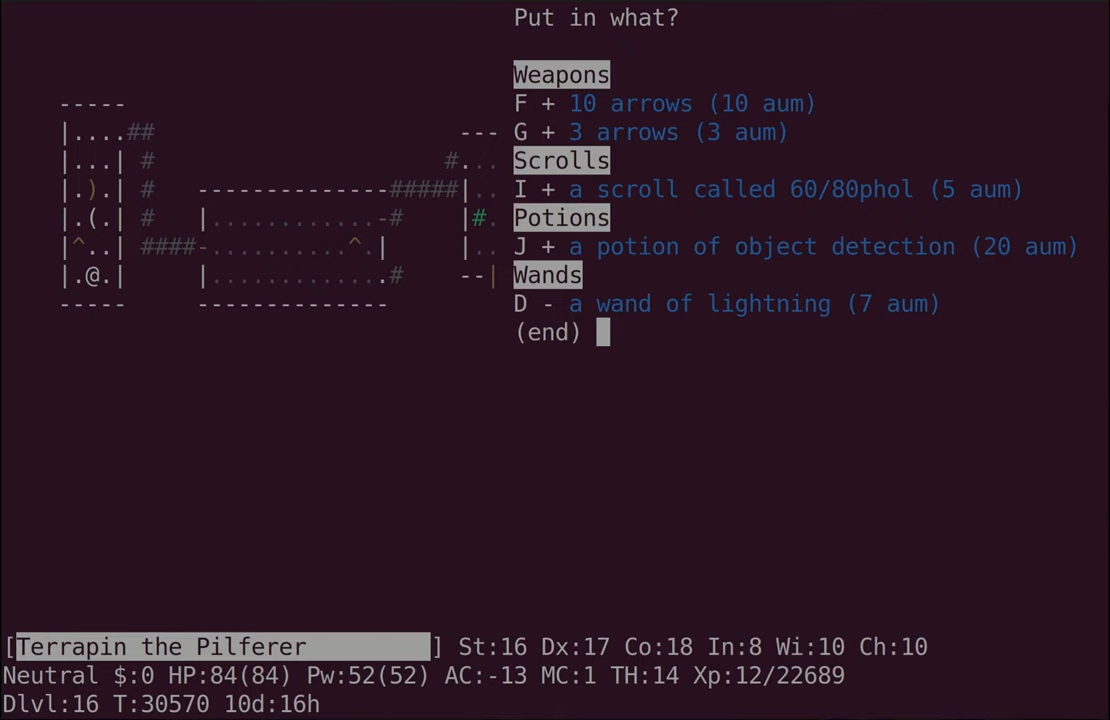 Put in what?
Weapons
----- F + 10 arrows (10 aum)
|....## --- G + 3 arrows (3 aum)
|...| # #... Scrolls
|.).| # --------------#####|.. I + a scroll called 60/80phol (5 aum)
|.(.| # |............-# |#. Potions
|^..| ####-..........^.| |.. J + a potion of object detection (20 aum)
|.@.| |.............# --| Wands
----- -------------- D - a wand of lightning (7 aum)
(end)
[Terrapin the Pilferer ] St:16 Dx:17 Co:18 In:8 Wi:10 Ch:10
Neutral $:0 HP:84(84) Pw:52(52) AC:-13 MC:1 TH:14 Xp:12/22689
Dlvl:16 T:30570 10d:16h